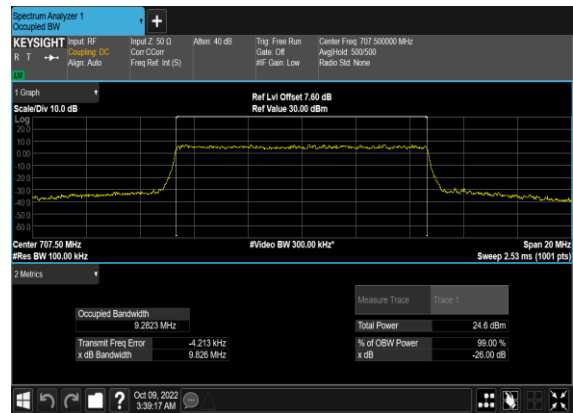 Spectrum Analyzer 1
Occupied BW
+
KEYSIGHT Input: RF Input Z: 50 Ω Atten: 40 dB Trig: Free Run Center Freq: 707.500000 MHz
R T Coupling: DC Corr CCorr Gate: Off Avg|Hold: 500/500
Align: Auto Freq Ref: Int (S) #IF Gain: Low Radio Std: None
1 Graph
Ref Lvl Offset 7.60 dB
Scale/Div 10.0 dB Ref Value 30.00 dBm
Log
20.0
10.0
0.00
-10.0
-20.0
-30.0
-40.0
-50.0
-60.0
Center 707.50 MHz #Video BW 300.00 kHz* Span 20 MHz
#Res BW 100.00 kHz Sweep 2.53 ms (1001 pts)
2 Metrics
Measure Trace Trace 1
Occupied Bandwidth
9.2823 MHz Total Power 24.6 dBm
Transmit Freq Error -4.213 kHz % of OBW Power 99.00 %
x dB Bandwidth 9.826 MHz x dB -26.00 dB
? Oct 09, 2022
3:39:17 AM